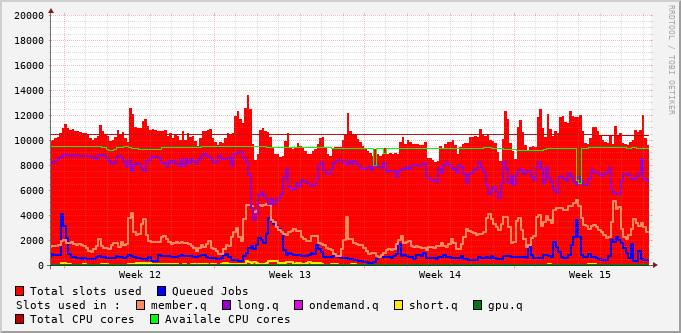 20000
18000
16000
14000
12000
10000
8000
6000
4000
2000
0
Week 12 Week 13 Week 14 Week 15
RRDTOOL / TOBI OETIKER
Total slots used Queued Jobs
Slots used in : member.q long.q ondemand.q short.q gpu.q
Total CPU cores Availale CPU cores